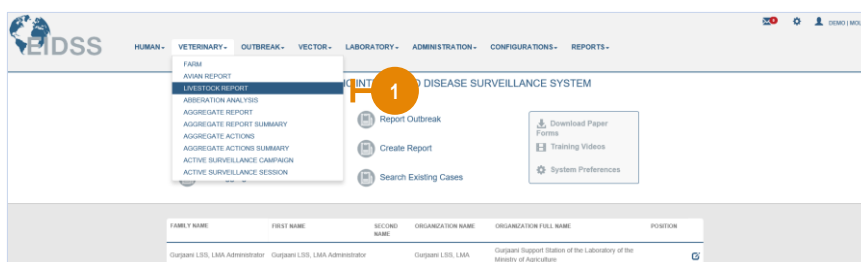 EIDSS
HUMAN VETERINARY OUTBREAK VECTOR LABORATORY ADMINISTRATION CONFIGURATIONS REPORTS
DEMO | MOL
FARM
AVIAN REPORT
LIVESTOCK REPORT
ABBERATION ANALYSIS
AGGREGATE REPORT
AGGREGATE REPORT SUMMARY
AGGREGATE ACTIONS
AGGREGATE ACTIONS SUMMARY
ACTIVE SURVEILLANCE CAMPAIGN
ACTIVE SURVEILLANCE SESSION
1
DISEASE SURVEILLANCE SYSTEM
Report Outbreak
Create Report
Search Existing Cases
Download Paper
Forms
Training Videos
System Preferences
FAMILY NAME FIRST NAME SECOND NAME ORGANIZATION NAME ORGANIZATION FULL NAME POSITION
Gurjaani LSS, LMA Administrator Gurjaani LSS, LMA Administrator Gurjaani LSS, LMA Gurjaani Support Station of the Laboratory of the
Ministry of Agriculture